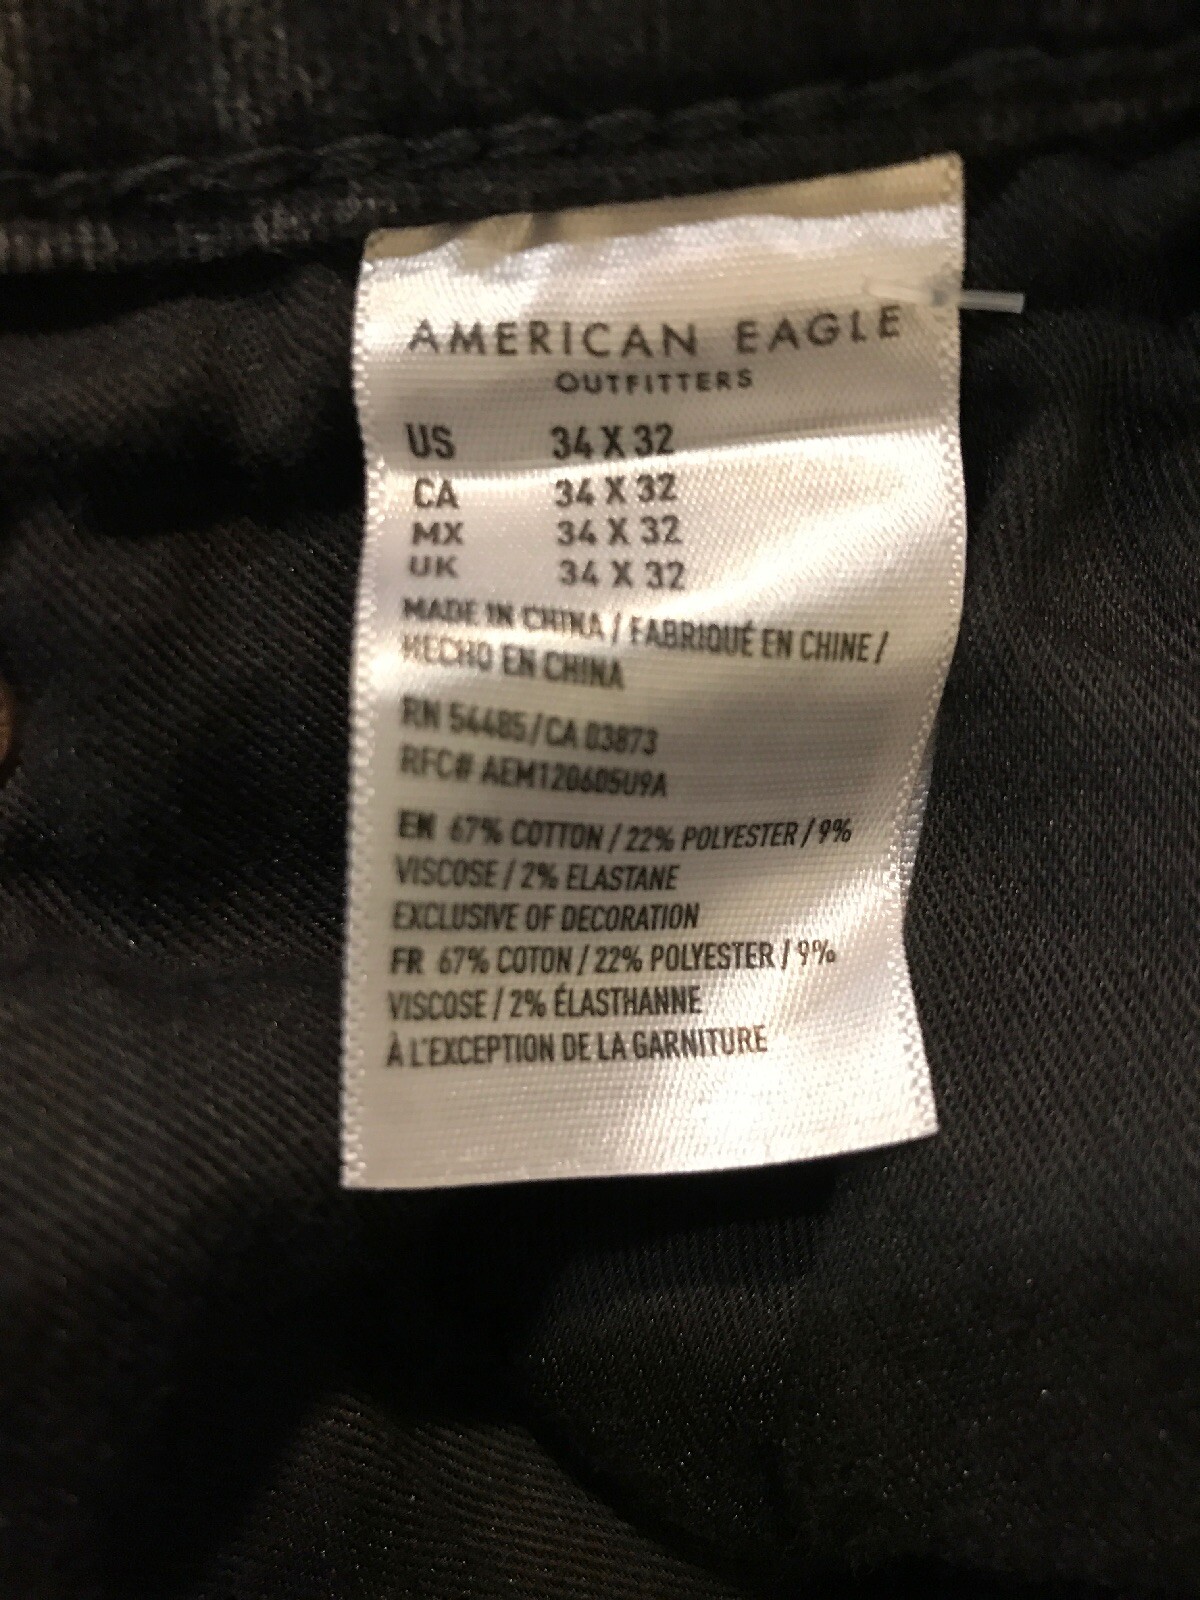 AMERICAN EAGLE
OUTFITTERS
US 34 X 32
CA 34 X 32
MX 34 X 32
UK 34 X 32
MADE IN CHINA / FABRIQUÉ EN CHINE /
HECHO EN CHINA
RN 54485/CA 03873
RFC# AEM120605U9A
EN 67% COTTON / 22% POLYESTER / 9%
VISCOSE / 2% ELASTANE
EXCLUSIVE OF DECORATION
FR 67% COTON / 22% POLYESTER / 9%
VISCOSE / 2% ÉLASTHANNE
À L'EXCEPTION DE LA GARNITURE